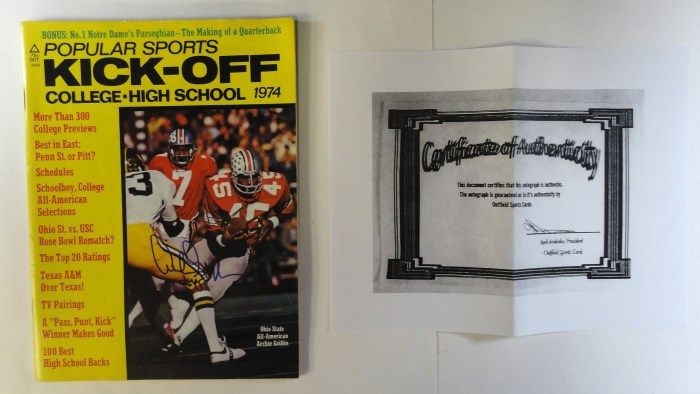 BONUS: No. 1 Notre Dame's Parseghian—The Making of a Quarterback
POPULAR SPORTS
75c
OCT.
KICK-OFF
COLLEGE•HIGH SCHOOL 1974
More Than 300
College Previews
Best in East:
Penn St. or Pitt?
Schedules
Schoolboy, College
All-American
Selections
Ohio St. vs. USC
Rose Bowl Rematch?
The Top 20 Ratings
Texas A&M
Over Texas!
TV Pairings
A "Pass, Punt, Kick"
Winner Makes Good
100 Best
High School Backs
3
7
45
Ohio State
All-American
Archie Griffin
Certificate of Authenticity
This document certifies that his autograph is authentic.
The autograph is guaranteed as to it's authenticity by
Outfield Sports Cards
President
Outfield Sports Cards